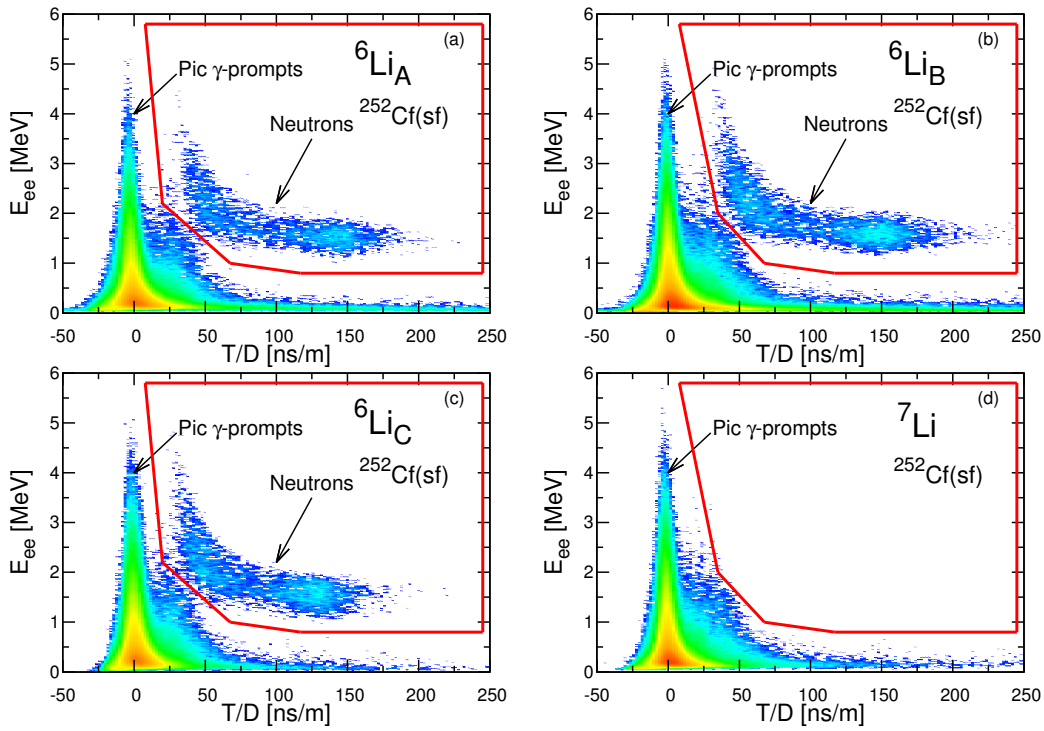 (a)
⁶Li_A
²⁵²Cf(sf)
Pic γ-prompts
Neutrons
E_ee [MeV]
6
5
4
3
2
1
0
-50 0 50 100 150 200 250
T/D [ns/m]
(b)
⁶Li_B
²⁵²Cf(sf)
Pic γ-prompts
Neutrons
E_ee [MeV]
6
5
4
3
2
1
0
-50 0 50 100 150 200 250
T/D [ns/m]
(c)
⁶Li_C
²⁵²Cf(sf)
Pic γ-prompts
Neutrons
E_ee [MeV]
6
5
4
3
2
1
0
-50 0 50 100 150 200 250
T/D [ns/m]
(d)
⁷Li
²⁵²Cf(sf)
Pic γ-prompts
E_ee [MeV]
6
5
4
3
2
1
0
-50 0 50 100 150 200 250
T/D [ns/m]